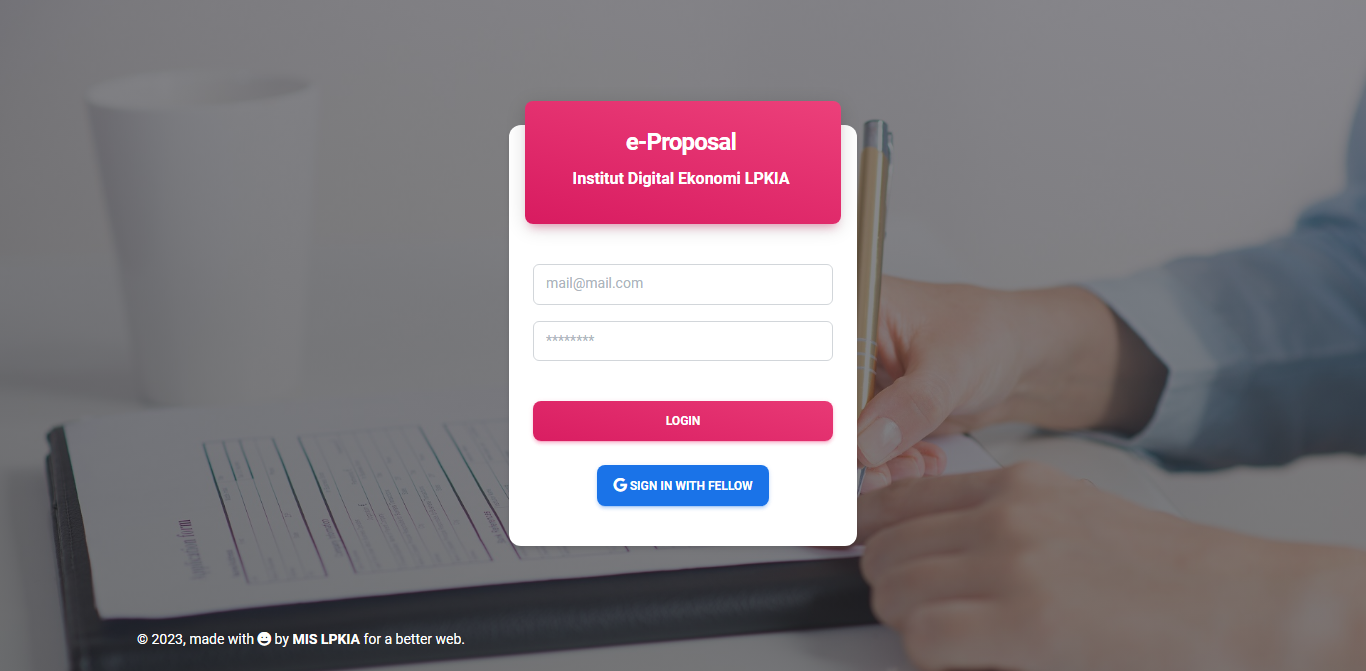 e-Proposal
Institut Digital Ekonomi LPKIA
mail@mail.com
********
LOGIN
SIGN IN WITH FELLOW
© 2023, made with by MIS LPKIA for a better web.